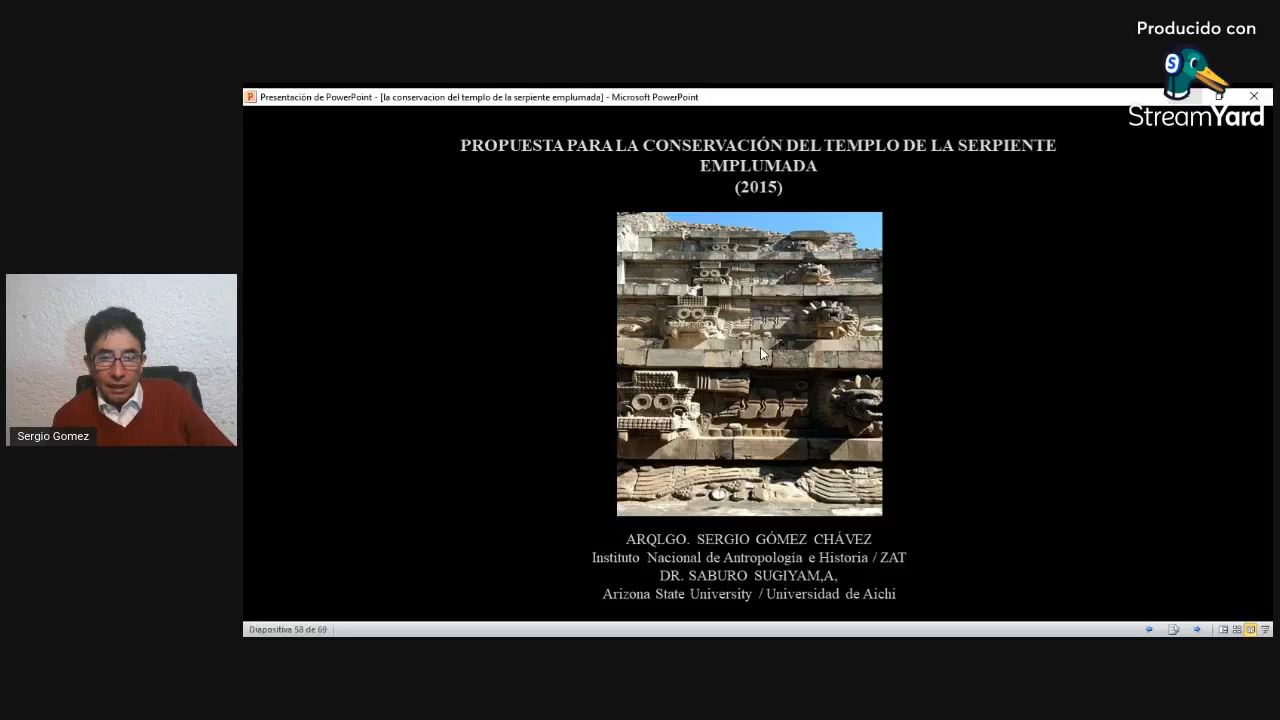 Producido con
S
StreamYard
Presentación de PowerPoint - [la conservacion del templo de la serpiente emplumada] - Microsoft PowerPoint
PROPUESTA PARA LA CONSERVACIÓN DEL TEMPLO DE LA SERPIENTE
EMPLUMADA
(2015)
Sergio Gomez
ARQLGO. SERGIO GÓMEZ CHÁVEZ
Instituto Nacional de Antropología e Historia / ZAT
DR. SABURO SUGIYAM,A,
Arizona State University / Universidad de Aichi
Diapositiva 58 de 69